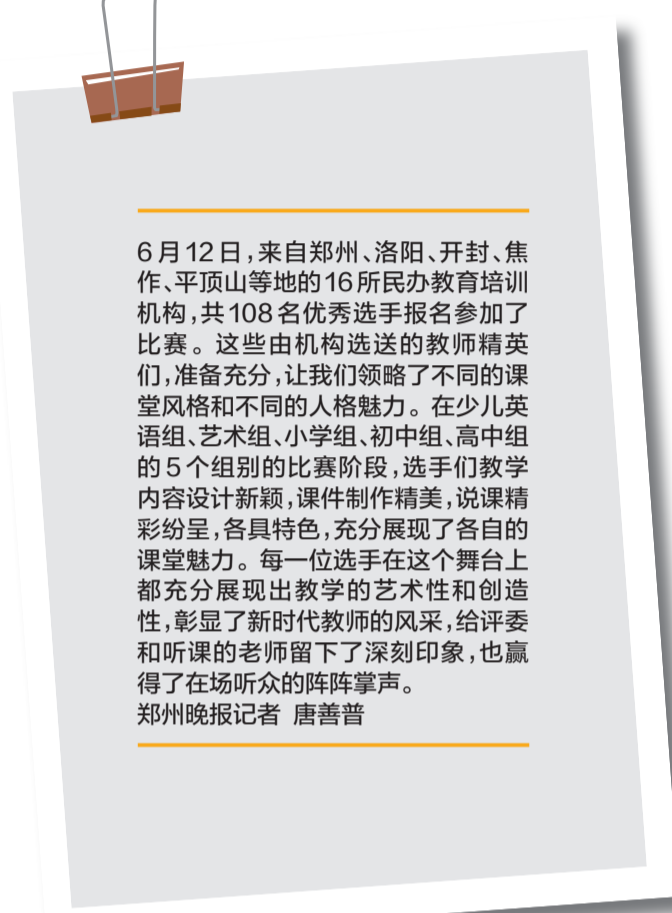 6月12日,来自郑州、洛阳、开封、焦
作、平顶山等地的16所民办教育培训
机构,共108名优秀选手报名参加了
比赛。这些由机构选送的教师精英
们,准备充分,让我们领略了不同的课
堂风格和不同的人格魅力。在少儿英
语组、艺术组、小学组、初中组、高中组
的5个组别的比赛阶段,选手们教学
内容设计新颖,课件制作精美,说课精
彩纷呈,各具特色,充分展现了各自的
课堂魅力。每一位选手在这个舞台上
都充分展现出教学的艺术性和创造
性,彰显了新时代教师的风采,给评委
和听课的老师留下了深刻印象,也赢
得了在场听众的阵阵掌声。
郑州晚报记者 唐善普